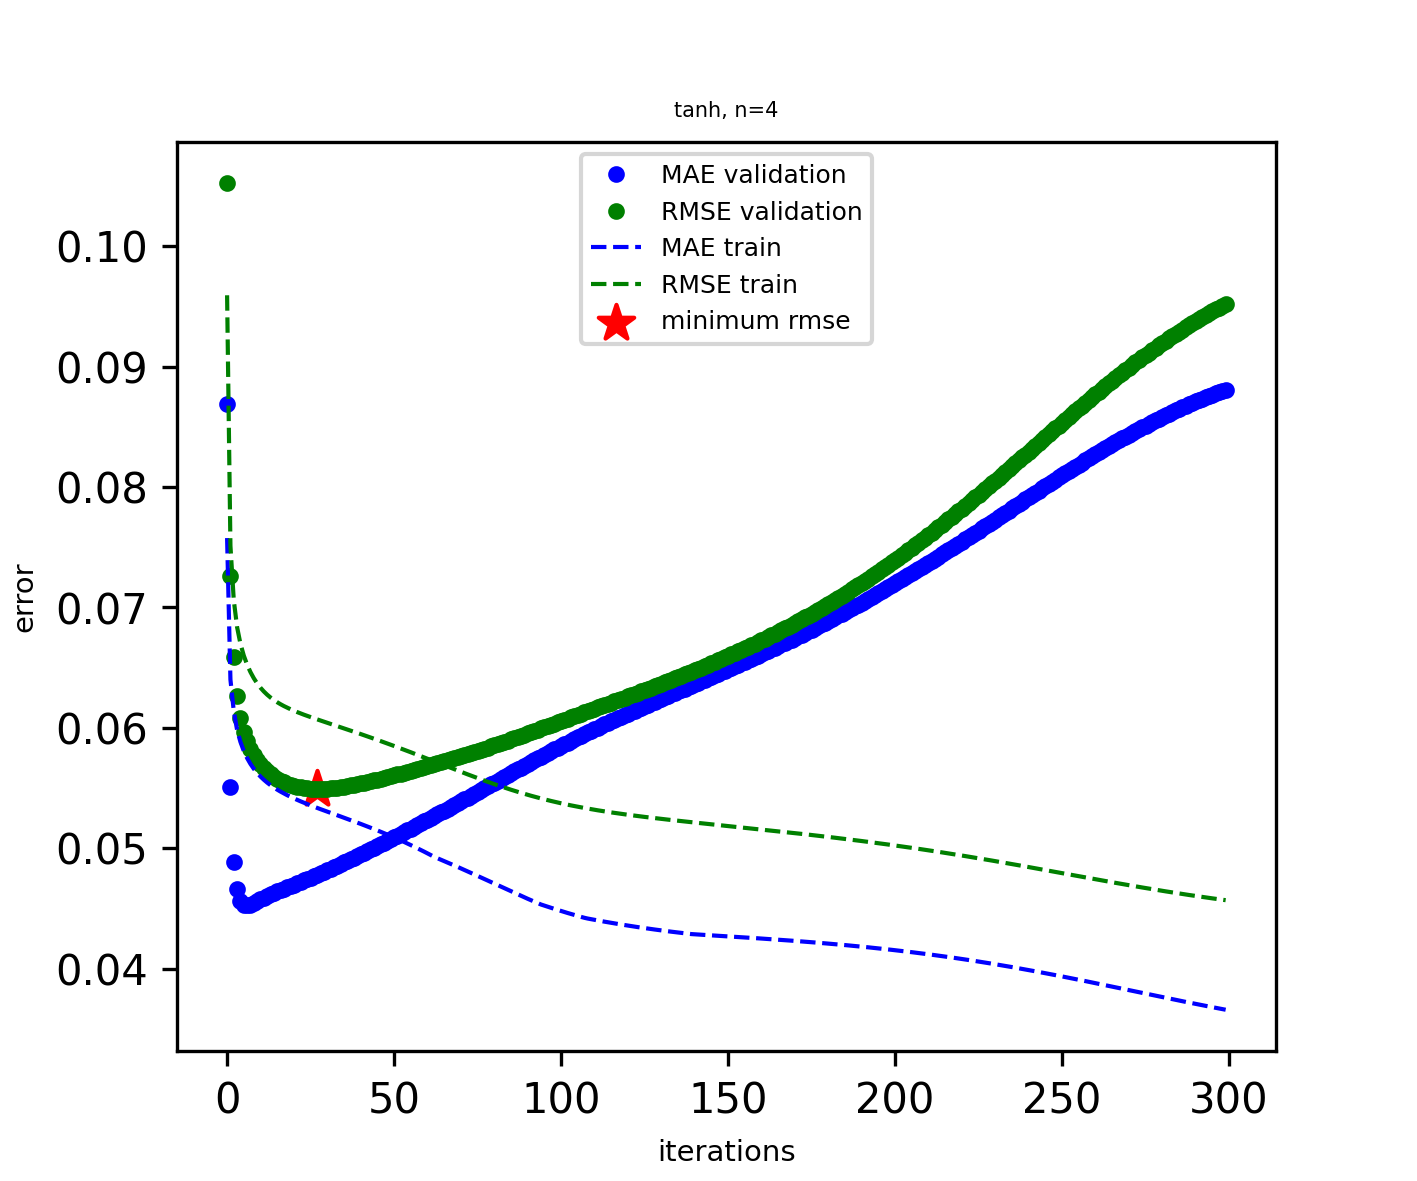 tanh, n=4
MAE validation
RMSE validation
MAE train
RMSE train
minimum rmse
error
0.10
0.09
0.08
0.07
0.06
0.05
0.04
0 50 100 150 200 250 300
iterations